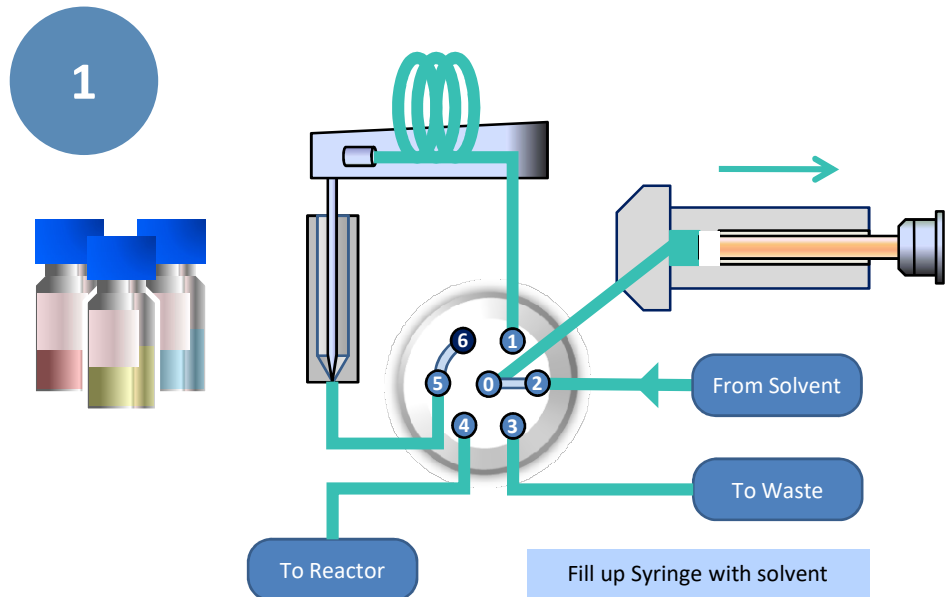 1
6
1
5
0
2
4
3
From Solvent
To Waste
To Reactor
Fill up Syringe with solvent